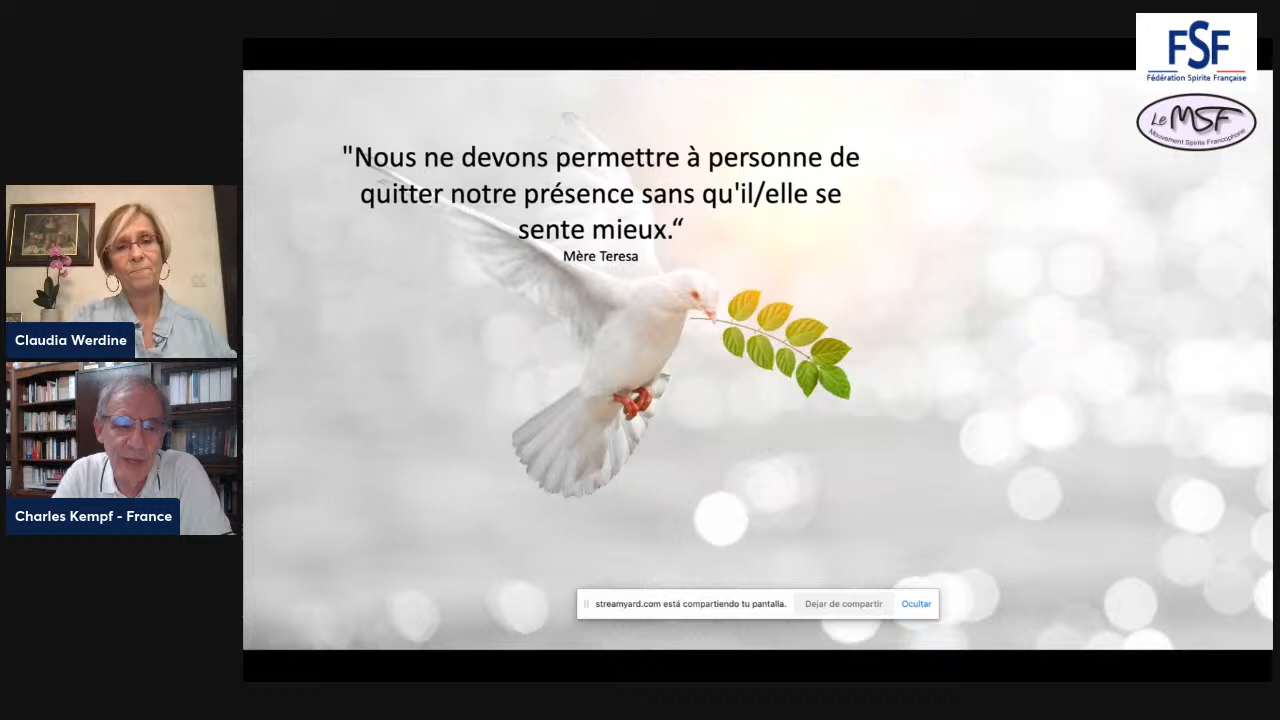 FSF
Fédération Spirite Française
Le MSF
Mouvement Spirite Francophone
"Nous ne devons permettre à personne de
quitter notre présence sans qu'il/elle se
sente mieux.“
Mère Teresa
Claudia Werdine
Charles Kempf - France
streamyard.com está compartiendo tu pantalla. Dejar de compartir Ocultar